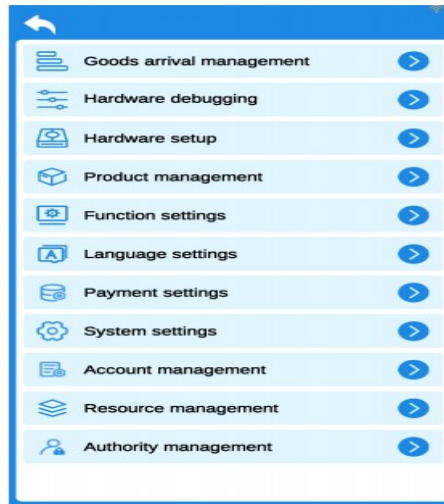 Goods arrival management
Hardware debugging
Hardware setup
Product management
Function settings
Language settings
Payment settings
System settings
Account management
Resource management
Authority management